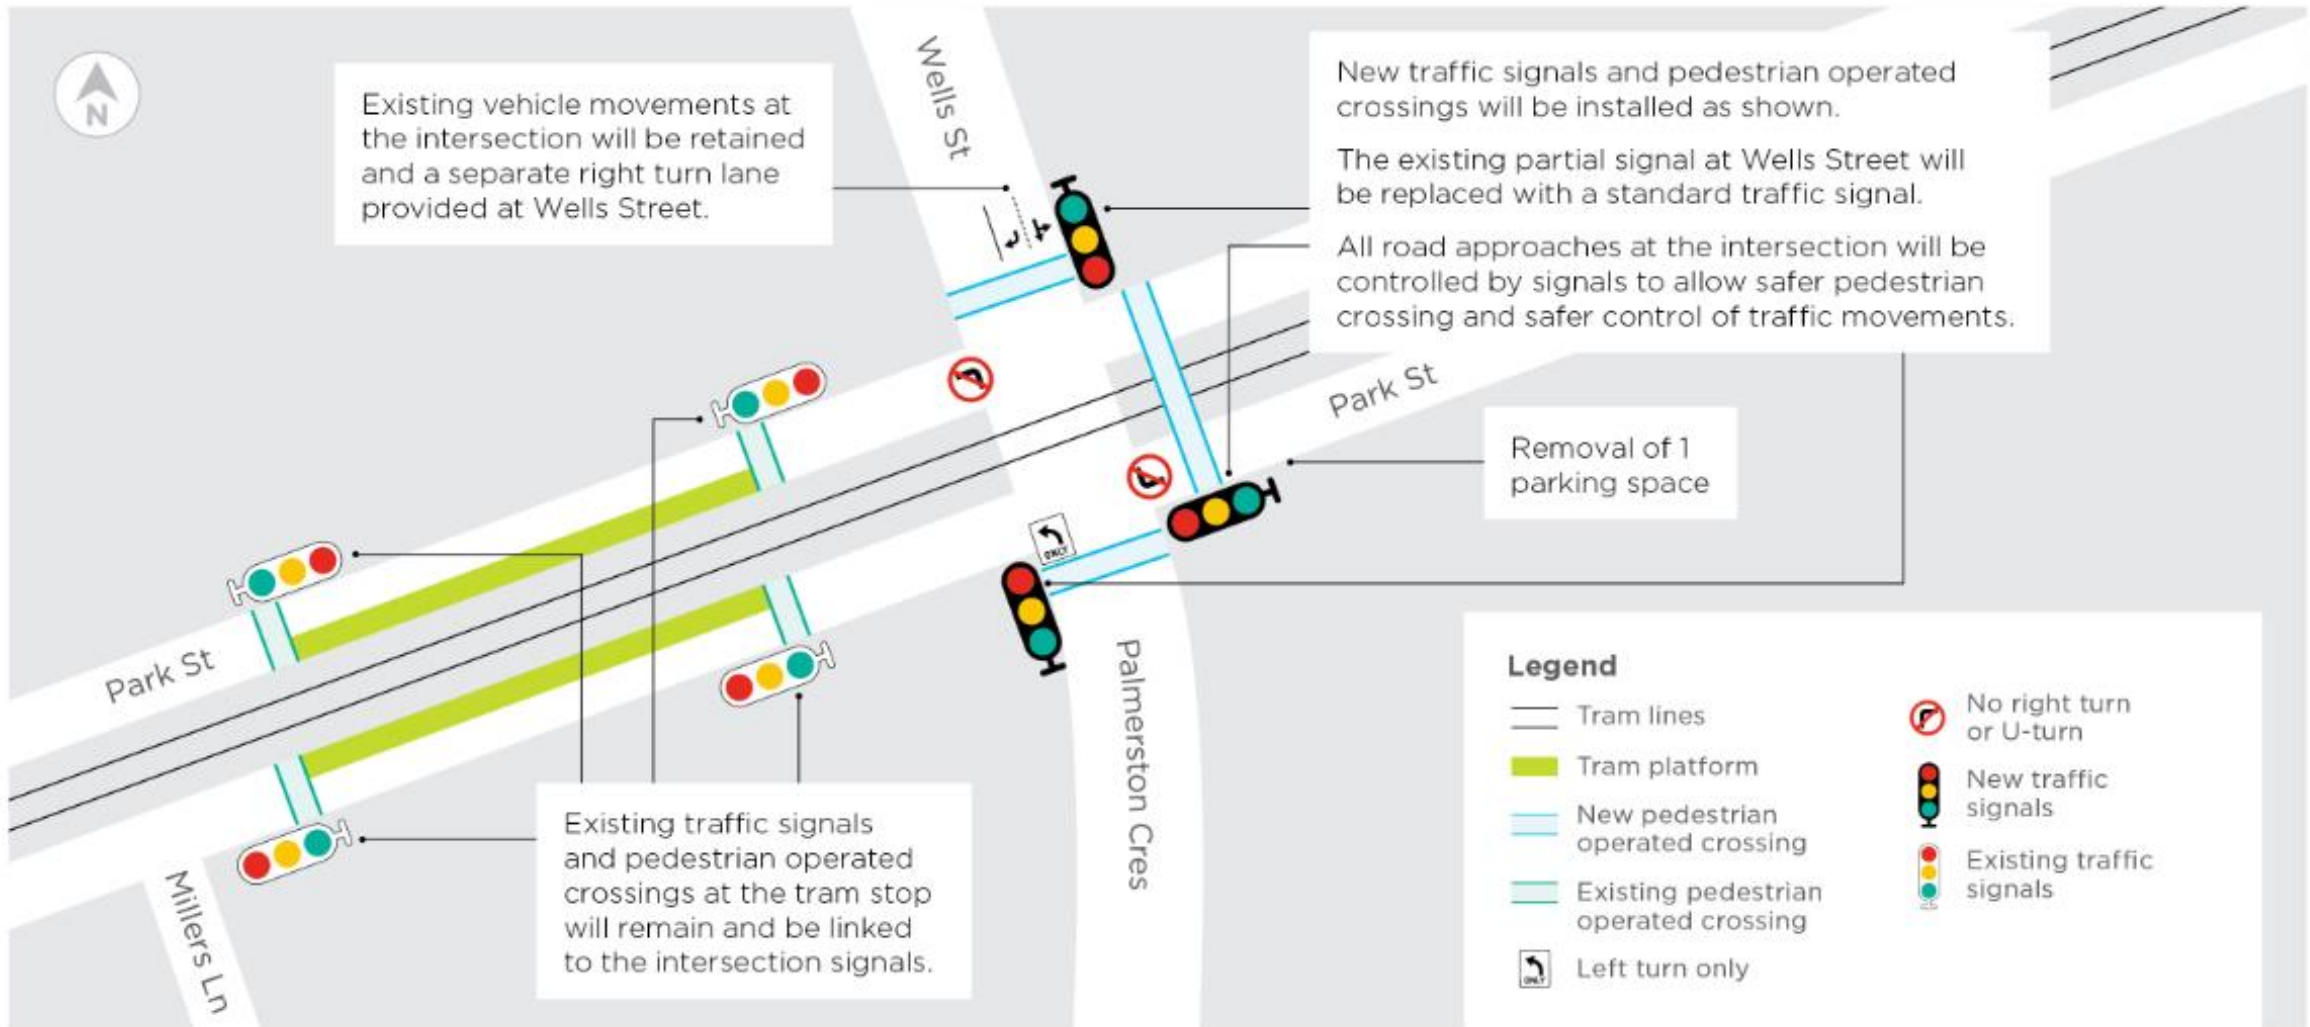 N
Existing vehicle movements at
the intersection will be retained
and a separate right turn lane
provided at Wells Street.
Wells St
New traffic signals and pedestrian operated
crossings will be installed as shown.
The existing partial signal at Wells Street will
be replaced with a standard traffic signal.
All road approaches at the intersection will be
controlled by signals to allow safer pedestrian
crossing and safer control of traffic movements.
Park St
Removal of 1
parking space
ONLY
Park St
Palmerston Cres
Existing traffic signals
and pedestrian operated
crossings at the tram stop
will remain and be linked
to the intersection signals.
Millers Ln
Legend
Tram lines
Tram platform
New pedestrian
operated crossing
Existing pedestrian
operated crossing
ONLY
Left turn only
No right turn
or U-turn
New traffic
signals
Existing traffic
signals